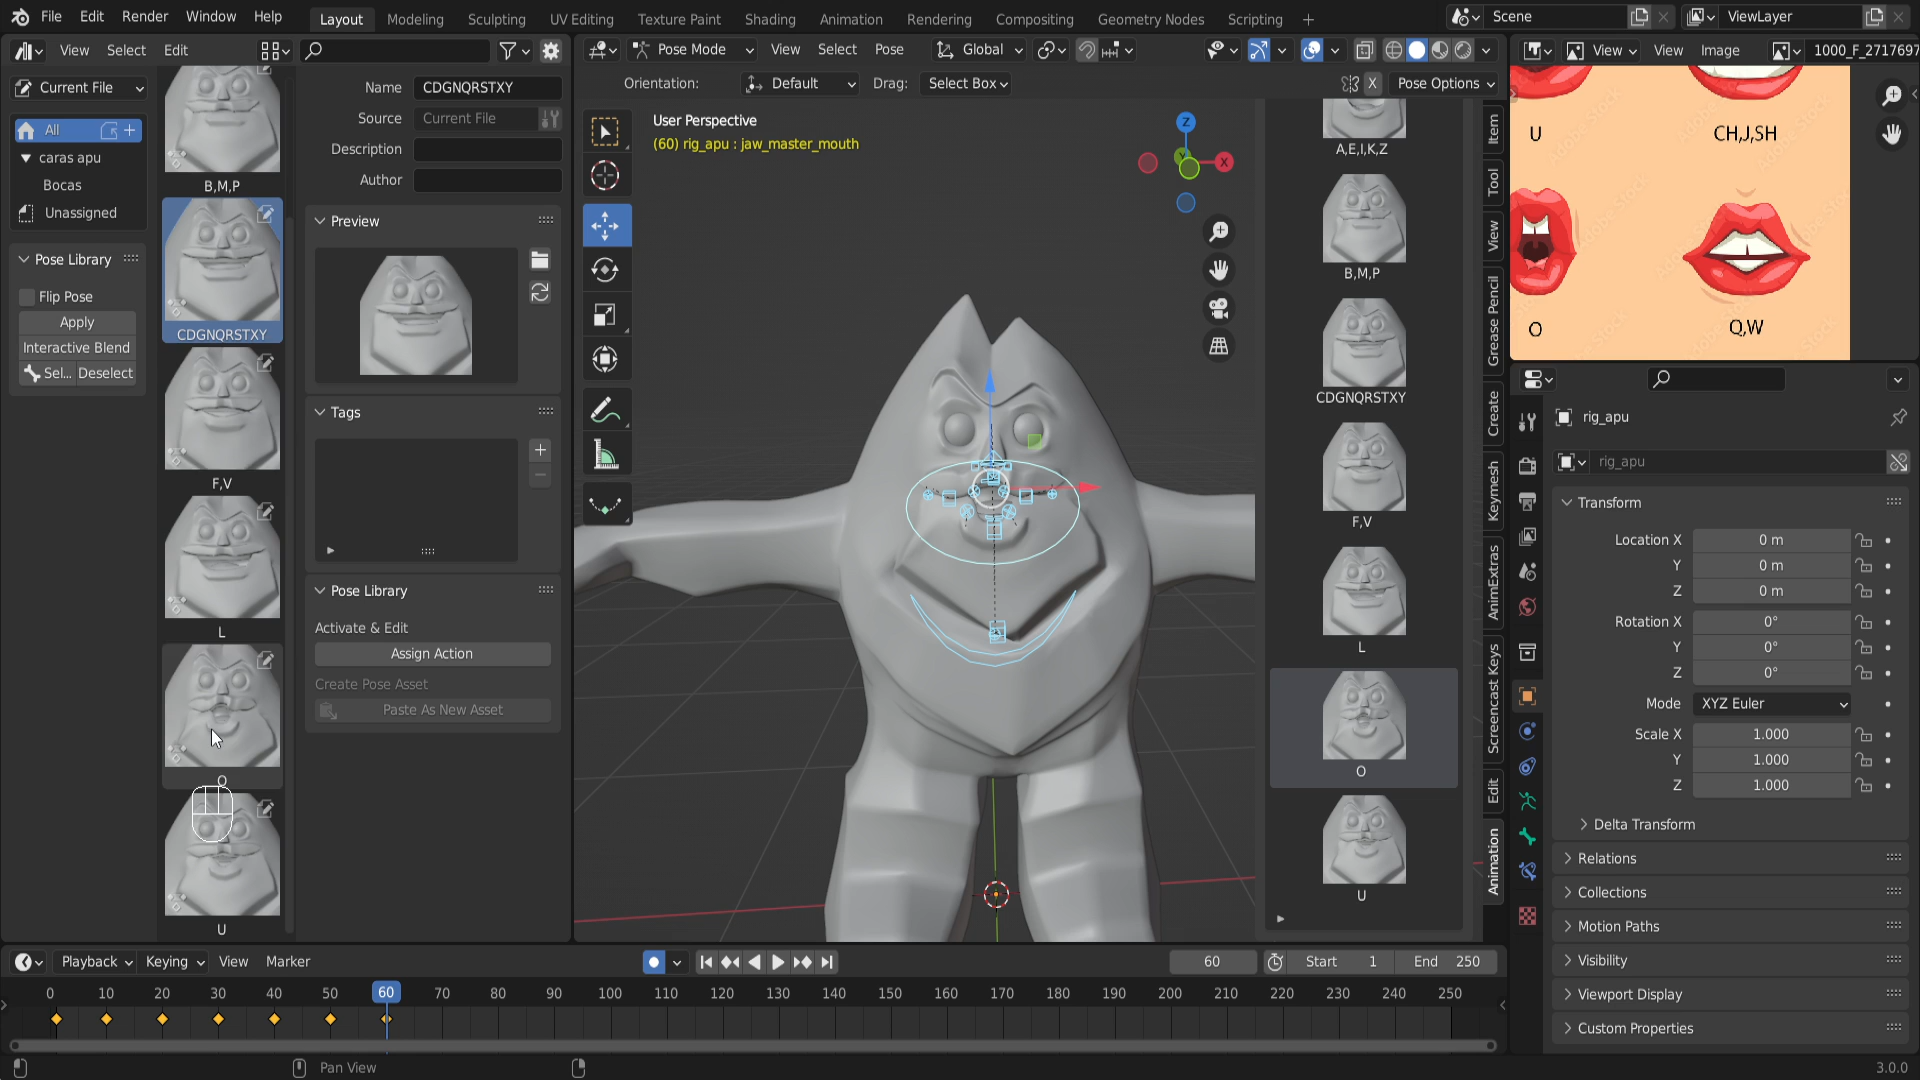 File Edit Render Window Help
Layout Modeling Sculpting UV Editing Texture Paint Shading Animation Rendering Compositing Geometry Nodes Scripting +
Scene
ViewLayer
View Select Edit
Pose Mode View Select Pose Global
View View Image 1000_F_2717697
Orientation: Default Drag: Select Box X Pose Options
Current File
All
caras apu
Bocas
Unassigned
Pose Library
Flip Pose
Apply
Interactive Blend
Sel... Deselect
B,M,P
CDGNQRSTXY
F,V
L
O
U
Name CDGNQRSTXY
Source Current File
Description
Author
Preview
Tags
Pose Library
Activate & Edit
Assign Action
Create Pose Asset
Paste As New Asset
User Perspective
(60) rig_apu : jaw_master_mouth
Z
X
A,E,I,K,Z
B,M,P
CDGNQRSTXY
F,V
L
O
U
Item
Tool
View
Grease Pencil
Create
Keymesh
AnimExtras
Screencast Keys
Edit
Animation
U CH,J,SH
O Q,W
rig_apu
rig_apu
Transform
Location X 0 m
Y 0 m
Z 0 m
Rotation X 0°
Y 0°
Z 0°
Mode XYZ Euler
Scale X 1.000
Y 1.000
Z 1.000
Delta Transform
Relations
Collections
Motion Paths
Visibility
Viewport Display
Custom Properties
Playback Keying View Marker
60 Start 1 End 250
0 10 20 30 40 50 60 70 80 90 100 110 120 130 140 150 160 170 180 190 200 210 220 230 240 250
Pan View
3.0.0